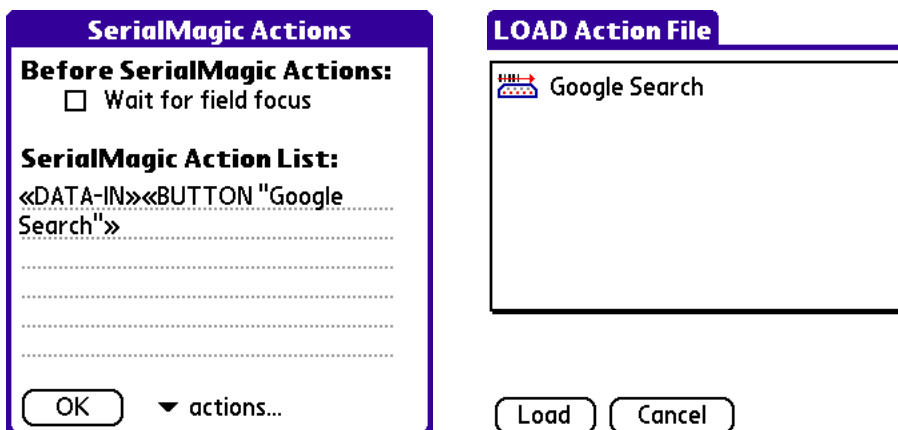 SerialMagic Actions
Before SerialMagic Actions:
Wait for field focus
SerialMagic Action List:
«DATA-IN»«BUTTON "Google
Search"»
OK
actions...
LOAD Action File
Google Search
Load
Cancel